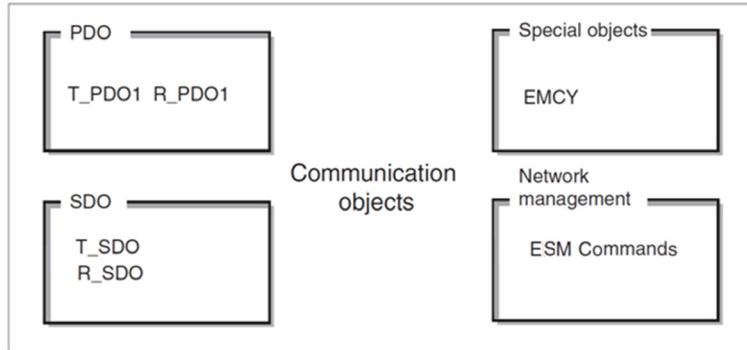 PDO
T_PDO1 R_PDO1
Special objects
EMCY
Communication
objects
SDO
T_SDO
R_SDO
Network
management
ESM Commands